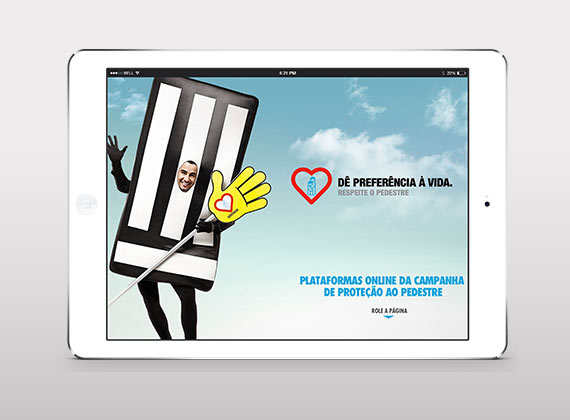 BELL
4:21 PM
20%
DÊ PREFERÊNCIA À VIDA.
RESPEITE O PEDESTRE
PLATAFORMAS ONLINE DA CAMPANHA
DE PROTEÇÃO AO PEDESTRE
ROLE A PÁGINA